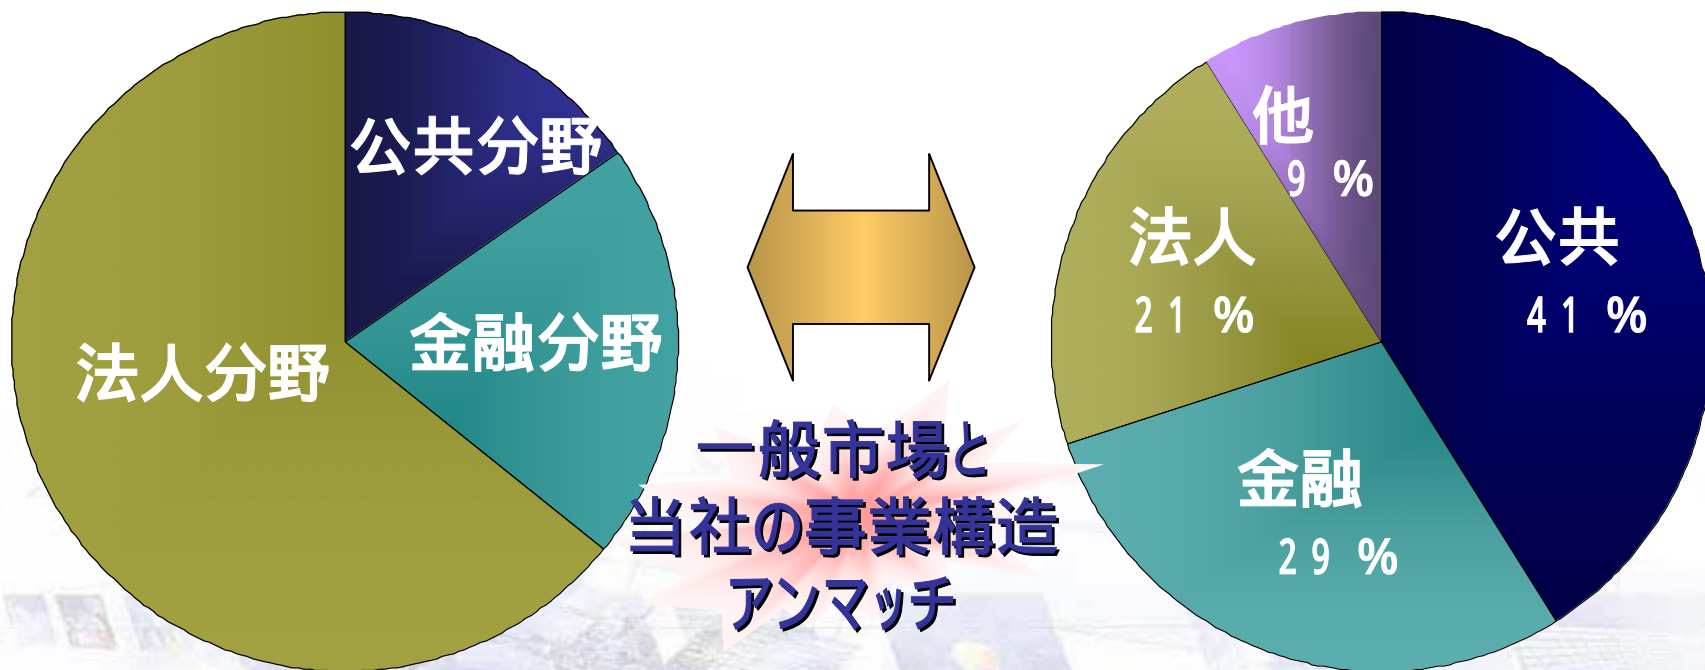 公共分野
金融分野
法人分野
一般市場と
当社の事業構造
アンマッチ
他
9 %
法人
21 %
公共
41 %
金融
29 %